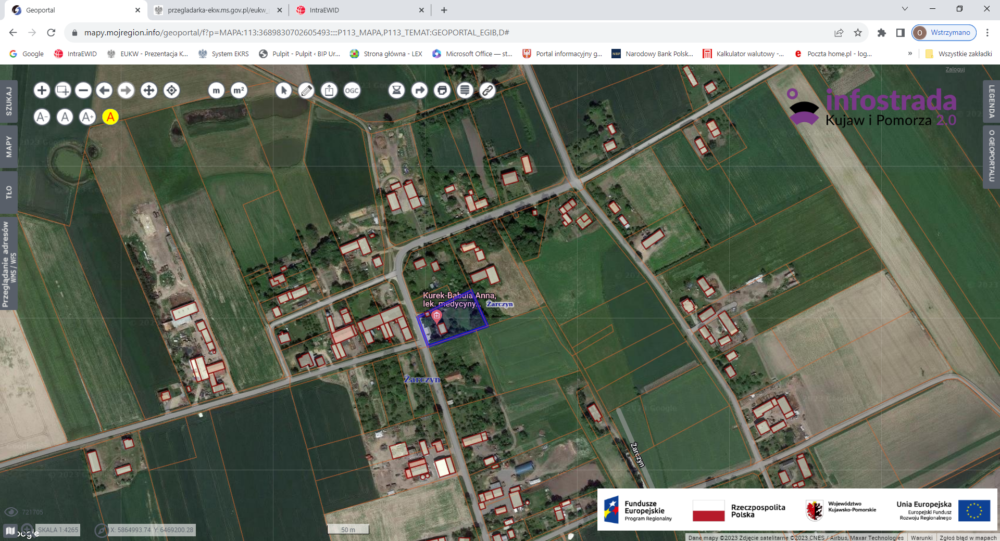 Geoportal
przegladarka-ekw.ms.gov.pl/eukw_
IntraEWID
mapy.mojregion.info/geoportal/f?p=MAPA:113:3689830702605493::::P113_MAPA,P113_TEMAT:GEOPORTAL_EGIB,D#
O
Wstrzymano
Google
IntraEWID
EUKW - Prezentacja K...
System EKRS
Pulpit - Pulpit ‹ BIP Ur...
Strona główna - LEX
Microsoft Office — st...
Portal informacyjny g...
NBP
Narodowy Bank Polsk...
Kalkulator walutowy -...
Poczta home.pl - log...
»
Wszystkie zakładki
Zaloguj
SZUKAJ
MAPY
TŁO
Przeglądanie adresów
WMS / WFS
m
m²
OGC
A-
A
A+
A
infostrada
Kujaw i Pomorza 2.0
LEGENDA
O GEOPORTALU
Kurek-Babula Anna,
lek. medycyny...
Żarczyn
Żarczyn
Żarczyn
721705
SKALA 1:4265
X: 5864993.74 Y: 6469200.28
50 m
Fundusze
Europejskie
Program Regionalny
Rzeczpospolita
Polska
Województwo
Kujawsko-Pomorskie
Unia Europejska
Europejski Fundusz
Rozwoju Regionalnego
Dane mapy ©2023 Zdjęcie satelitarne ©2023 CNES / Airbus, Maxar Technologies
Warunki
Zgłoś błąd w mapach